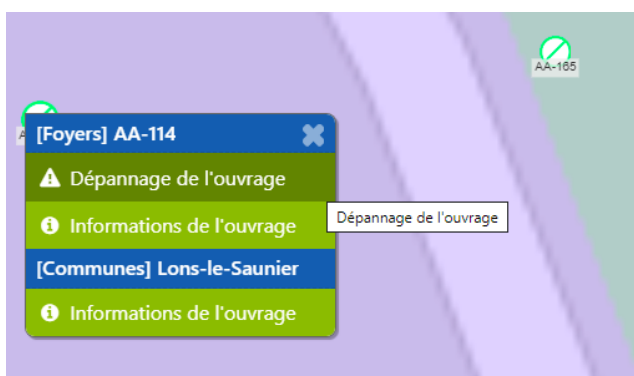 AA-165
[Foyers] AA-114
Dépannage de l'ouvrage
Informations de l'ouvrage
Dépannage de l'ouvrage
[Communes] Lons-le-Saunier
Informations de l'ouvrage